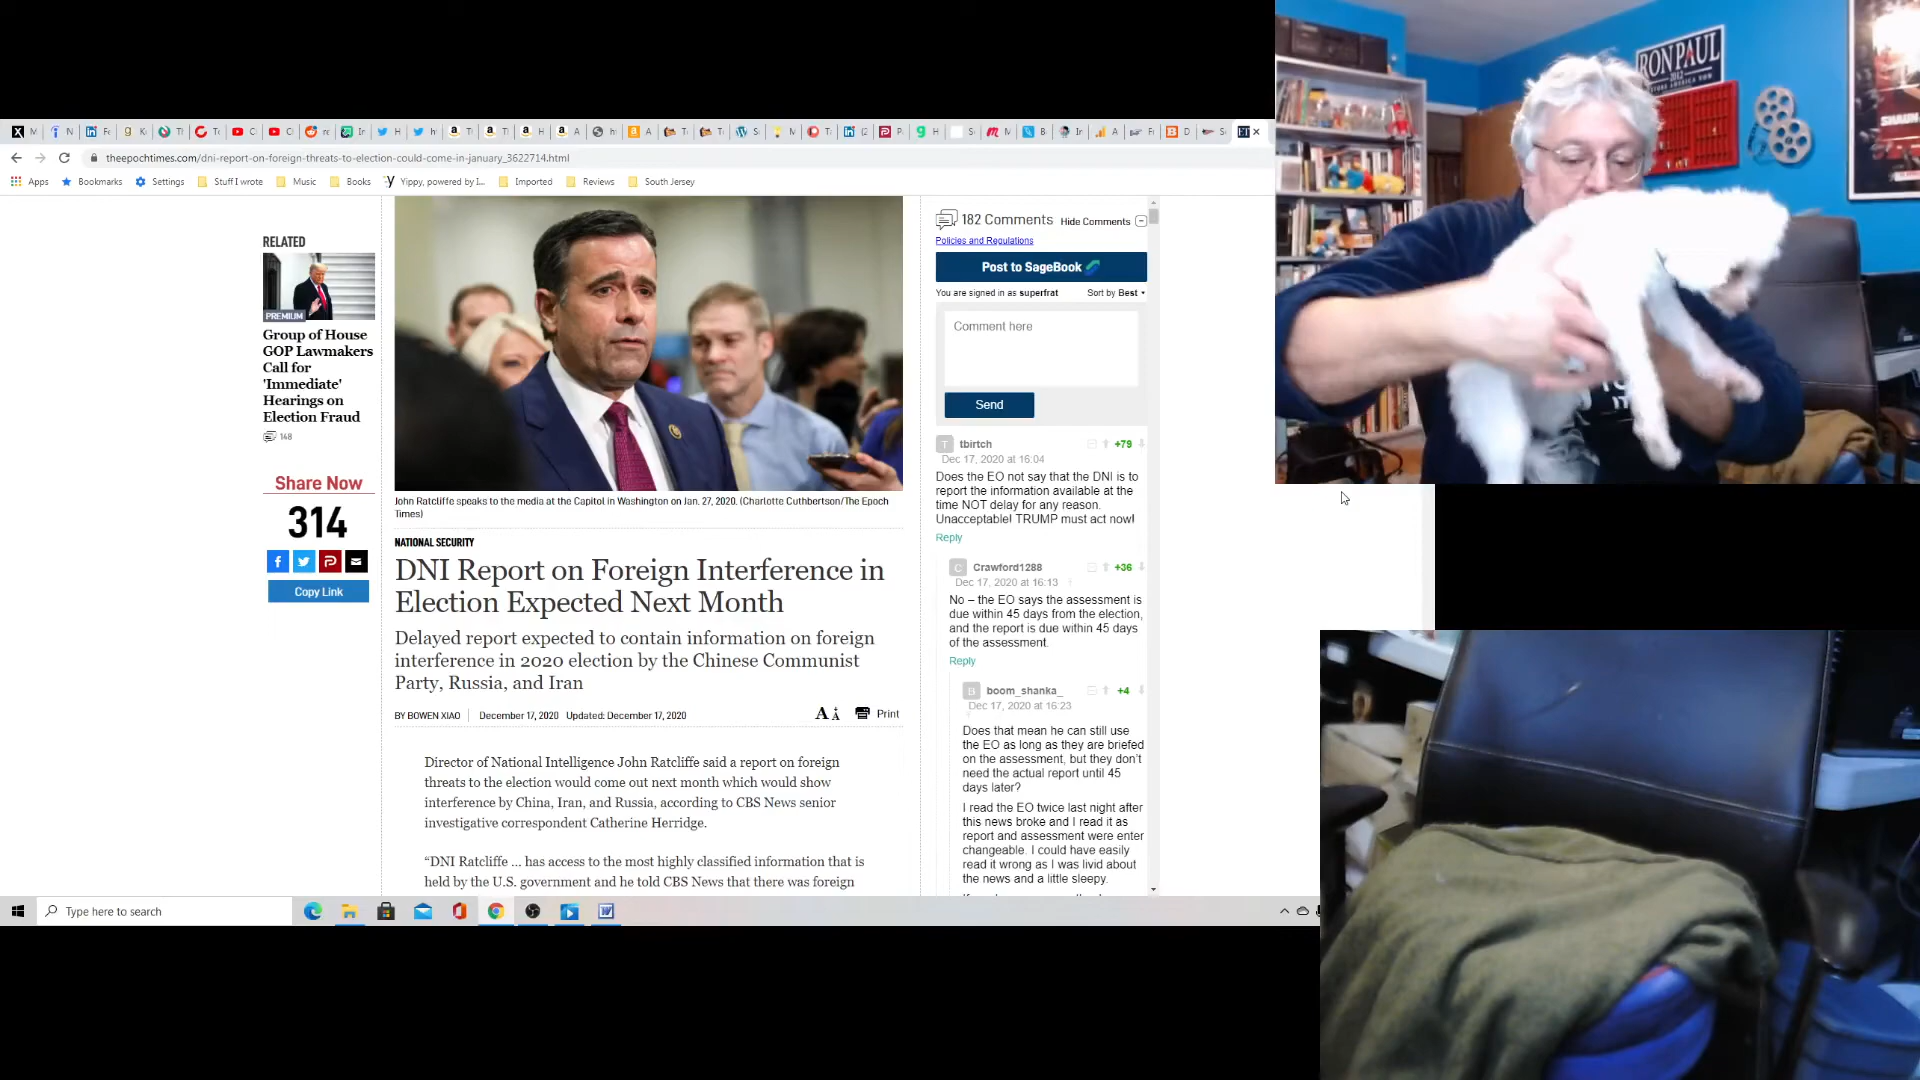 theepochtimes.com/dni-report-on-foreign-threats-to-election-could-come-in-january_3622714.html
Apps
Bookmarks
Settings
Stuff I wrote
Music
Books
Yippy, powered by I...
Imported
Reviews
South Jersey
RELATED
PREMIUM
Group of House
GOP Lawmakers
Call for
'Immediate'
Hearings on
Election Fraud
148
Share Now
314
Copy Link
John Ratcliffe speaks to the media at the Capitol in Washington on Jan. 27, 2020. (Charlotte Cuthbertson/The Epoch
Times)
NATIONAL SECURITY
DNI Report on Foreign Interference in
Election Expected Next Month
Delayed report expected to contain information on foreign
interference in 2020 election by the Chinese Communist
Party, Russia, and Iran
BY BOWEN XIAO December 17, 2020 Updated: December 17, 2020
Print
Director of National Intelligence John Ratcliffe said a report on foreign
threats to the election would come out next month which would show
interference by China, Iran, and Russia, according to CBS News senior
investigative correspondent Catherine Herridge.
“DNI Ratcliffe ... has access to the most highly classified information that is
held by the U.S. government and he told CBS News that there was foreign
182 Comments Hide Comments
Policies and Regulations
Post to SageBook
You are signed in as superfrat Sort by Best
Comment here
Send
T tbirtch +79
Dec 17, 2020 at 16:04
Does the EO not say that the DNI is to
report the information available at the
time NOT delay for any reason.
Unacceptable! TRUMP must act now!
Reply
C Crawford1288 +36
Dec 17, 2020 at 16:13
No – the EO says the assessment is
due within 45 days from the election,
and the report is due within 45 days
of the assessment.
Reply
B boom_shanka_ +4
Dec 17, 2020 at 16:23
Does that mean he can still use
the EO as long as they are briefed
on the assessment, but they don’t
need the actual report until 45
days later?
I read the EO twice last night after
this news broke and I read it as
report and assessment were enter
changeable. I could have easily
read it wrong as I was livid about
the news and a little sleepy.
Type here to search
RON PAUL
2012